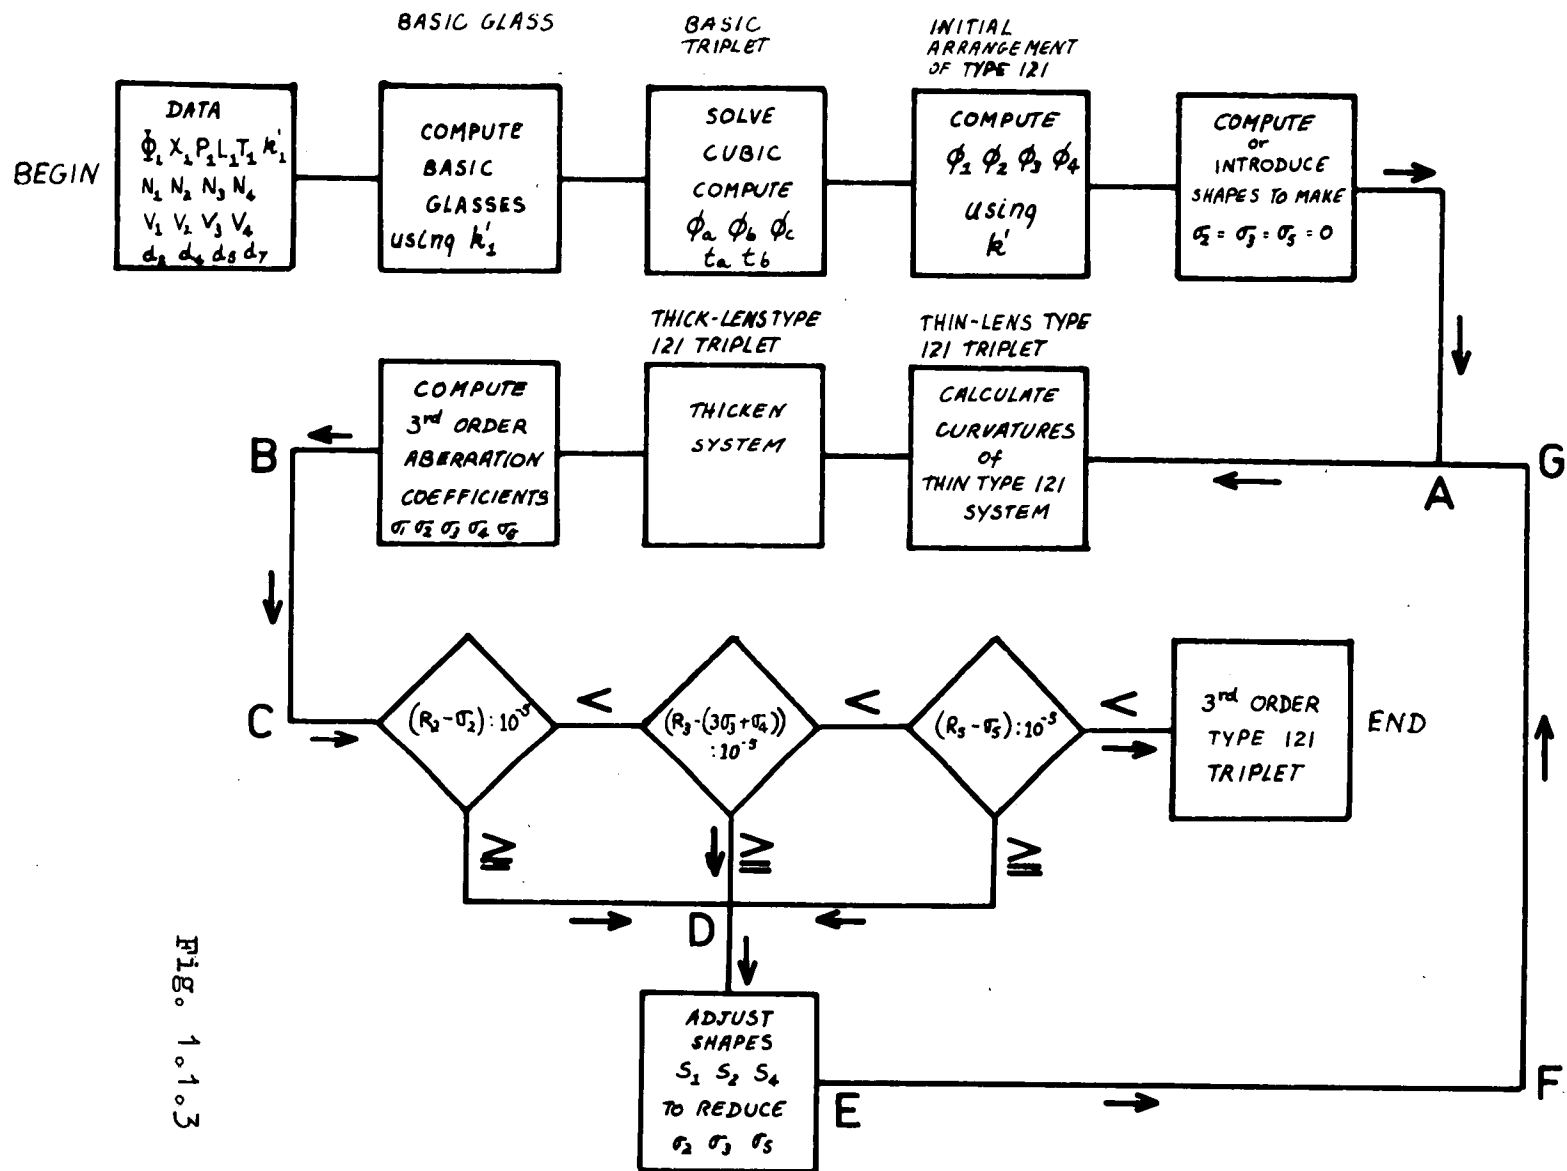 BASIC GLASS
BASIC
TRIPLET
INITIAL
ARRANGEMENT
OF TYPE 121
BEGIN
DATA
Φ₁ X₁ P₁ L₁ T₁ k'₁
N₁ N₂ N₃ N₄
V₁ V₂ V₃ V₄
d₂ d₄ d₅ d₇
COMPUTE
BASIC
GLASSES
using k'₁
SOLVE
CUBIC
COMPUTE
ϕa ϕb ϕc
ta tb
COMPUTE
ϕ₁ ϕ₂ ϕ₃ ϕ₄
using
k'
COMPUTE
or
INTRODUCE
SHAPES TO MAKE
σ₂ = σ₃ = σ₅ = 0
THICK-LENS TYPE
121 TRIPLET
THIN-LENS TYPE
121 TRIPLET
B
COMPUTE
3rd ORDER
ABERRATION
COEFFICIENTS
σ₁ σ₂ σ₃ σ₄ σ₅
THICKEN
SYSTEM
CALCULATE
CURVATURES
of
THIN TYPE 121
SYSTEM
A
G
C
(R₂-σ₂):10⁻⁵
<
(R₃-(3σ₃+σ₄))
:10⁻⁵
<
(R₅-σ₅):10⁻⁵
<
3rd ORDER
TYPE 121
TRIPLET
END
≧
≧
≧
D
ADJUST
SHAPES
S₁ S₂ S₄
TO REDUCE
σ₂ σ₃ σ₅
E
F
Fig. 1.1.3